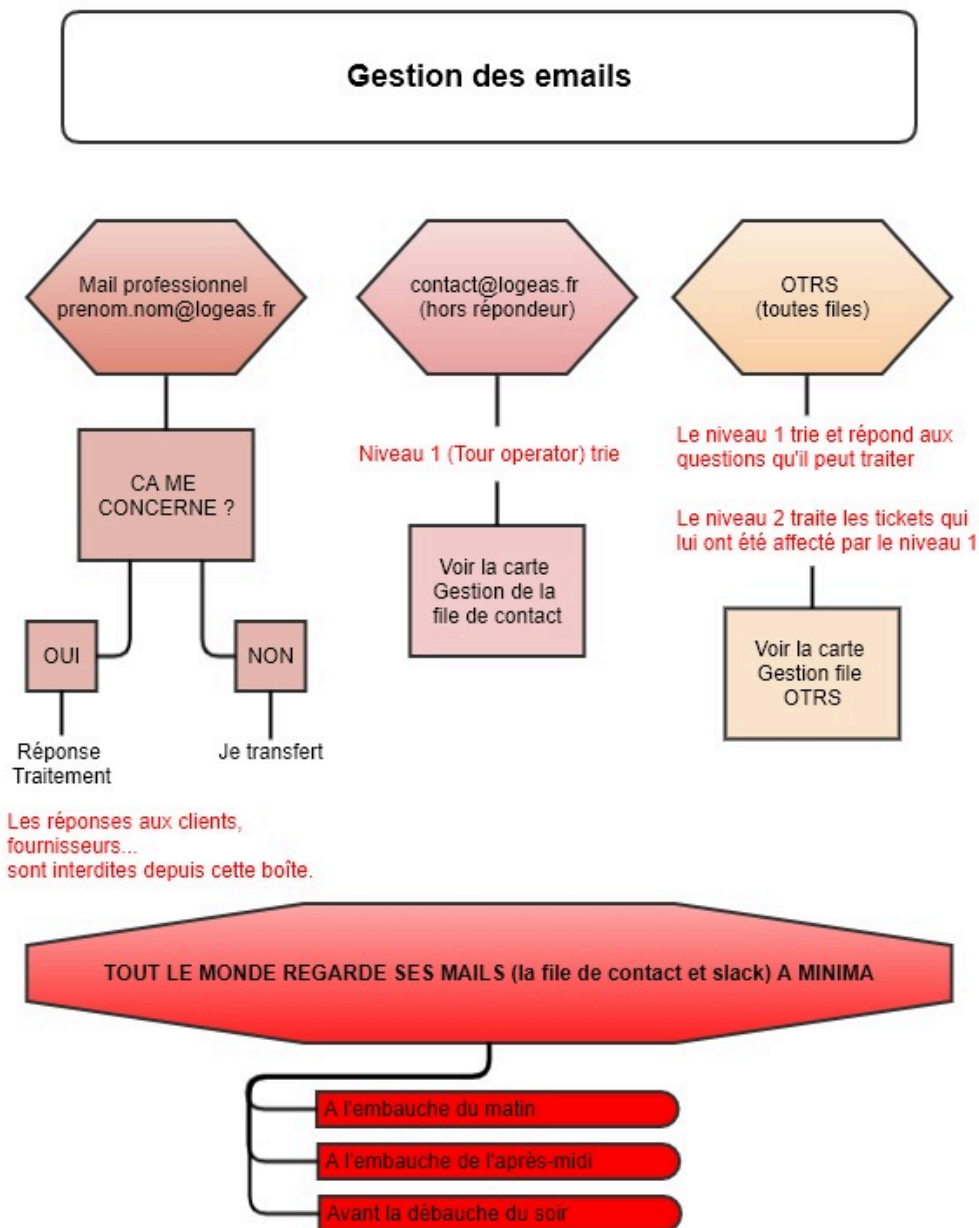 Gestion des emails
Mail professionnel
prenom.nom@logeas.fr
contact@logeas.fr
(hors répondeur)
OTRS
(toutes files)
CA ME
CONCERNE ?
OUI
NON
Réponse
Traitement
Je transfert
Les réponses aux clients,
fournisseurs...
sont interdites depuis cette boîte.
Niveau 1 (Tour operator) trie
Voir la carte
Gestion de la
file de contact
Le niveau 1 trie et répond aux
questions qu'il peut traiter
Le niveau 2 traite les tickets qui
lui ont été affecté par le niveau 1
Voir la carte
Gestion file
OTRS
TOUT LE MONDE REGARDE SES MAILS (la file de contact et slack) A MINIMA
A l'embauche du matin
A l'embauche de l'après-midi
Avant la débauche du soir